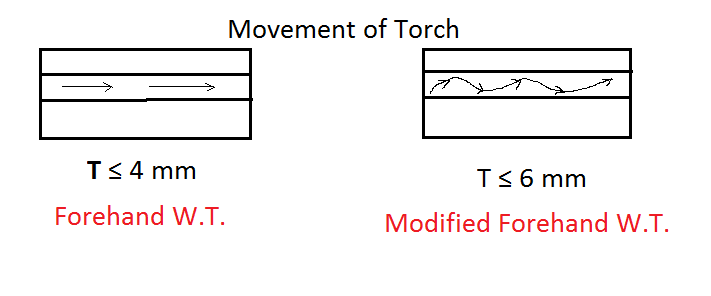 Movement of Torch
T ≤ 4 mm
T ≤ 6 mm
Forehand W.T.
Modified Forehand W.T.